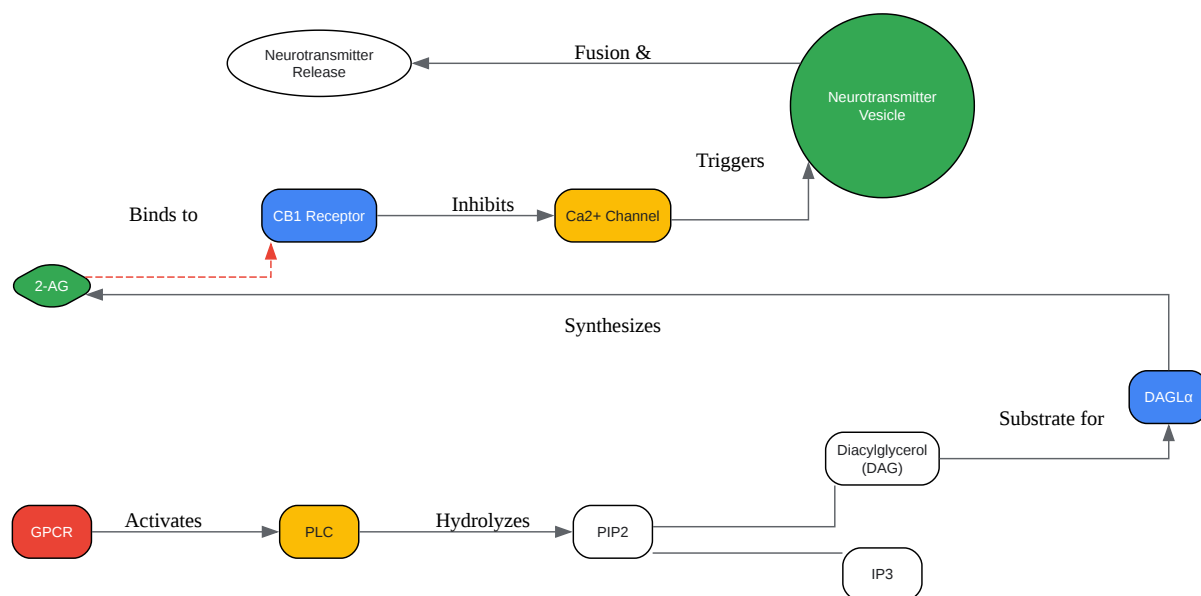 Neurotransmitter
Release
Fusion &
Neurotransmitter
Vesicle
Triggers
Binds to
CB1 Receptor
Inhibits
Ca2+ Channel
2-AG
Synthesizes
DAGLα
Substrate for
Diacylglycerol
(DAG)
GPCR
Activates
PLC
Hydrolyzes
PIP2
IP3